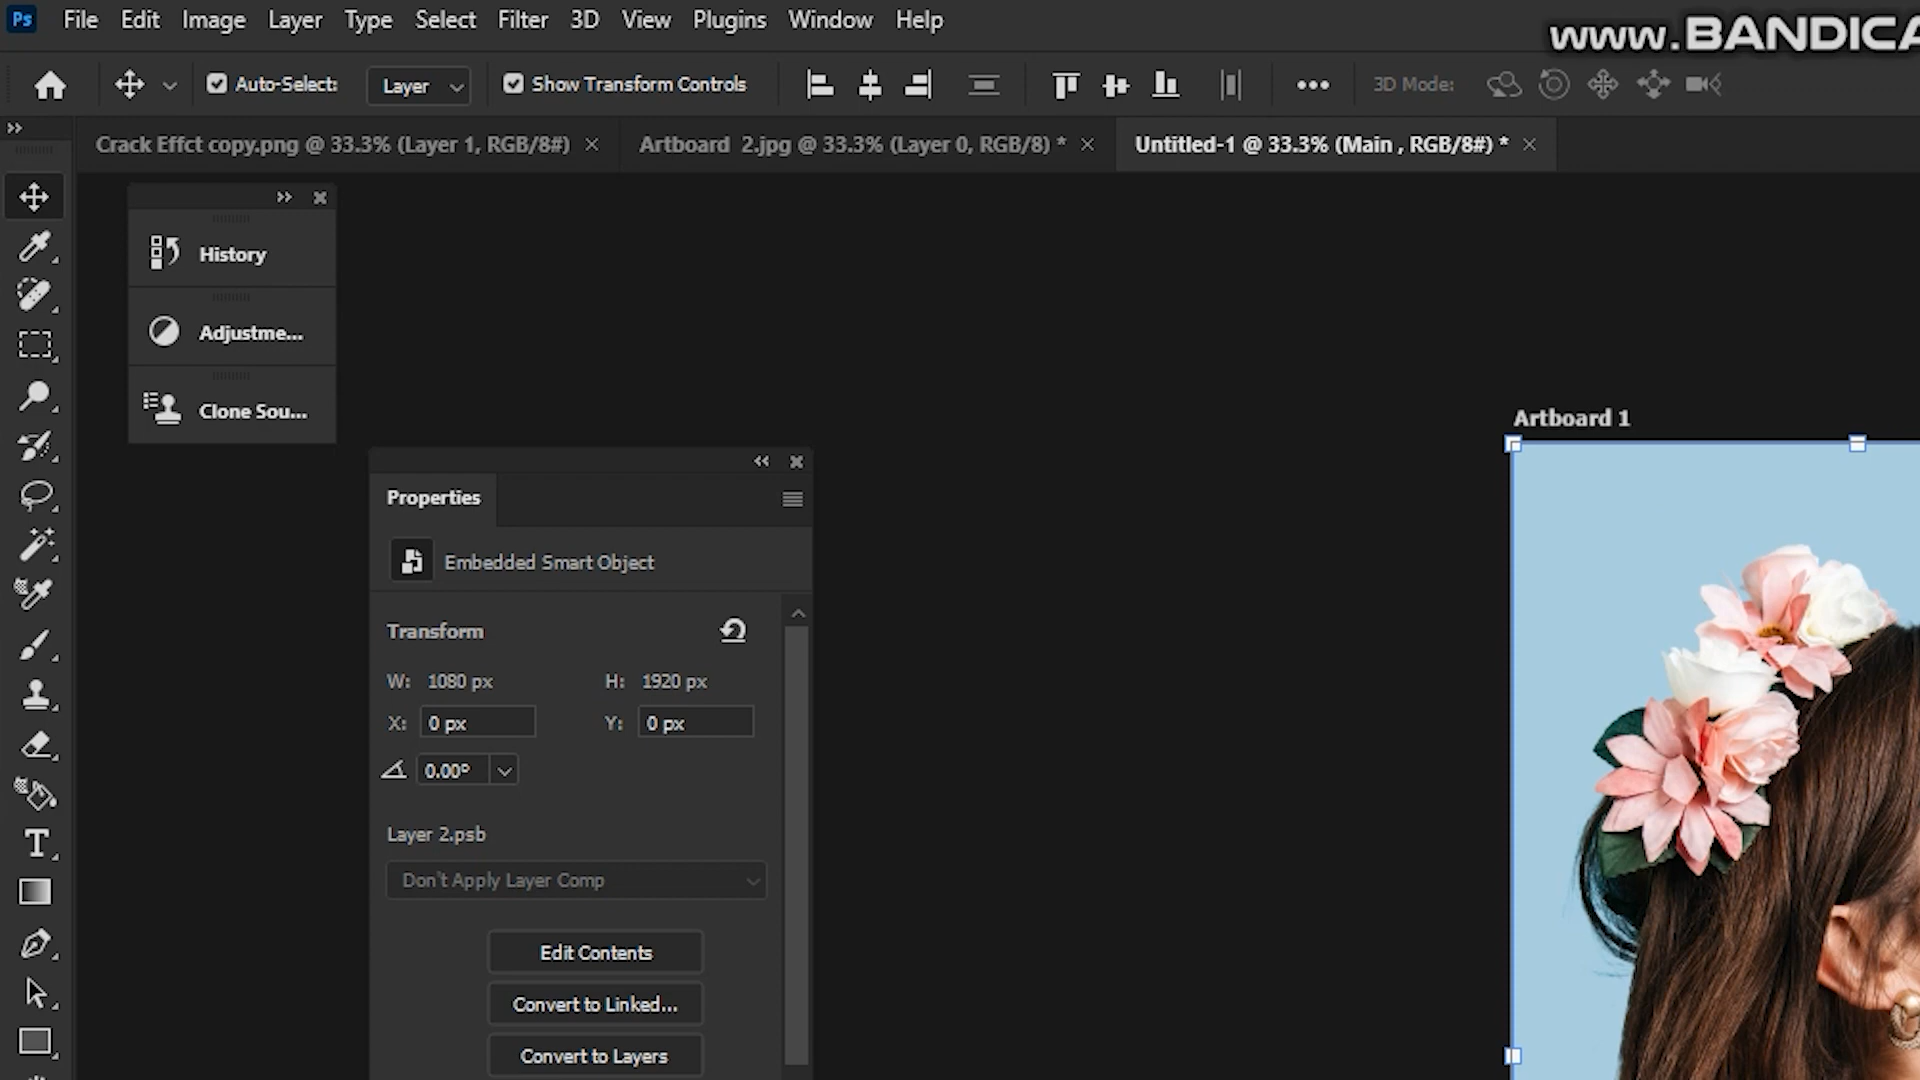 Ps File Edit Image Layer Type Select Filter 3D View Plugins Window Help
www.BANDICA
Auto-Select: Layer Show Transform Controls 3D Mode:
Crack Effct copy.png @ 33.3% (Layer 1, RGB/8#) Artboard 2.jpg @ 33.3% (Layer 0, RGB/8) * Untitled-1 @ 33.3% (Main , RGB/8#) *
History
Adjustme...
Clone Sou...
Artboard 1
Properties
Embedded Smart Object
Transform
W: 1080 px H: 1920 px
X: 0 px Y: 0 px
0.00°
Layer 2.psb
Don't Apply Layer Comp
Edit Contents
Convert to Linked...
Convert to Layers